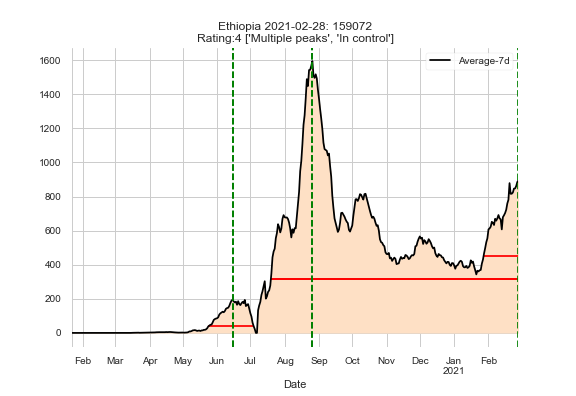 Ethiopia 2021-02-28: 159072
Rating:4 ['Multiple peaks', 'In control']
Average-7d
1600
1400
1200
1000
800
600
400
200
0
Feb Mar Apr May Jun Jul Aug Sep Oct Nov Dec Jan Feb
2021
Date